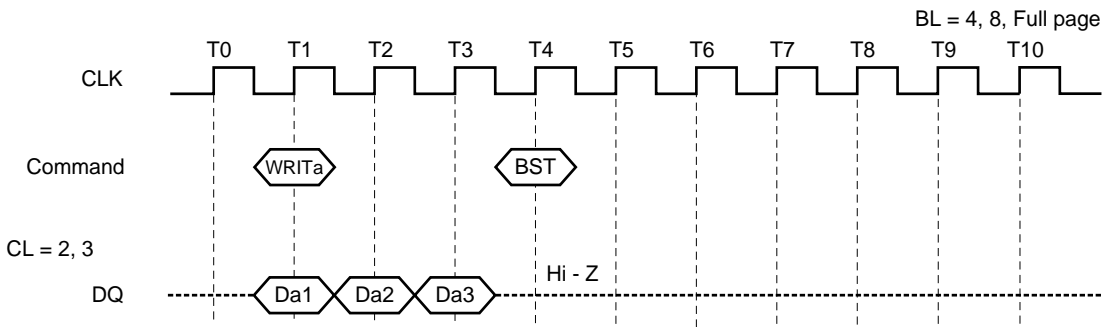 BL = 4, 8, Full page
T0 T1 T2 T3 T4 T5 T6 T7 T8 T9 T10
CLK
Command WRITa BST
CL = 2, 3
Hi - Z
DQ Da1 Da2 Da3